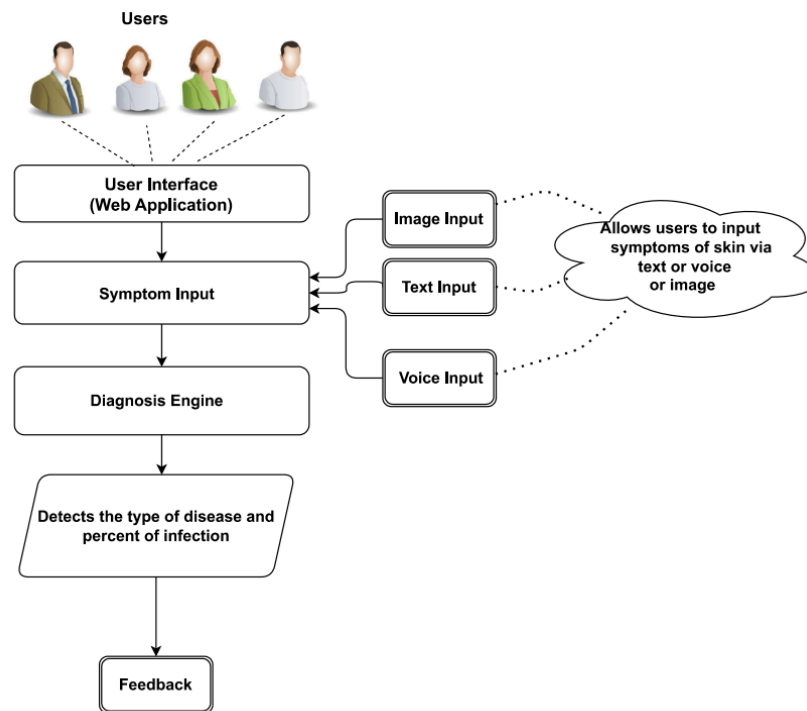 Users
User Interface
(Web Application)
Image Input
Allows users to input
symptoms of skin via
text or voice
or image
Symptom Input
Text Input
Voice Input
Diagnosis Engine
Detects the type of disease and
percent of infection
Feedback